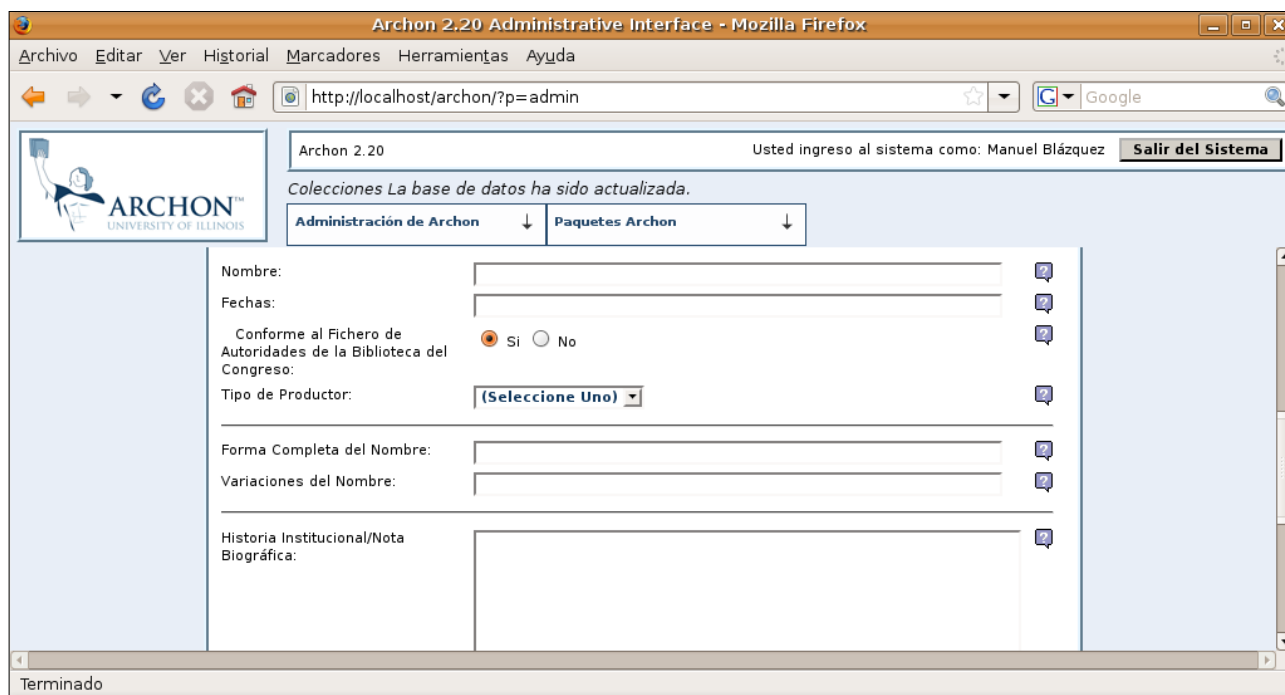 Archon 2.20 Administrative Interface - Mozilla Firefox
Archivo Editar Ver Historial Marcadores Herramientas Ayuda
http://localhost/archon/?p=admin
G Google
ARCHON™
UNIVERSITY OF ILLINOIS
Archon 2.20
Usted ingreso al sistema como: Manuel Blázquez
Salir del Sistema
Colecciones La base de datos ha sido actualizada.
Administración de Archon ↓
Paquetes Archon ↓
Nombre:
?
Fechas:
?
Conforme al Fichero de
Autoridades de la Biblioteca del
Congreso:
Si No
?
Tipo de Productor:
(Seleccione Uno)
?
Forma Completa del Nombre:
?
Variaciones del Nombre:
?
Historia Institucional/Nota
Biográfica:
?
Terminado